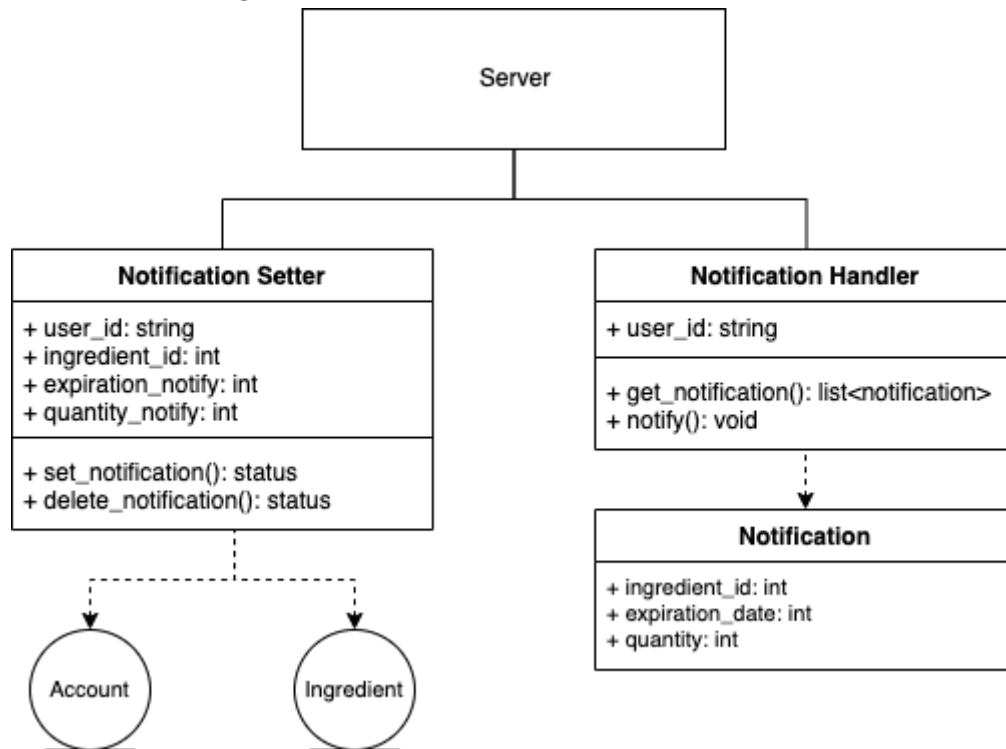 Server
Notification Setter
+ user_id: string
+ ingredient_id: int
+ expiration_notify: int
+ quantity_notify: int
+ set_notification(): status
+ delete_notification(): status
Notification Handler
+ user_id: string
+ get_notification(): list<notification>
+ notify(): void
Notification
+ ingredient_id: int
+ expiration_date: int
+ quantity: int
Account
Ingredient